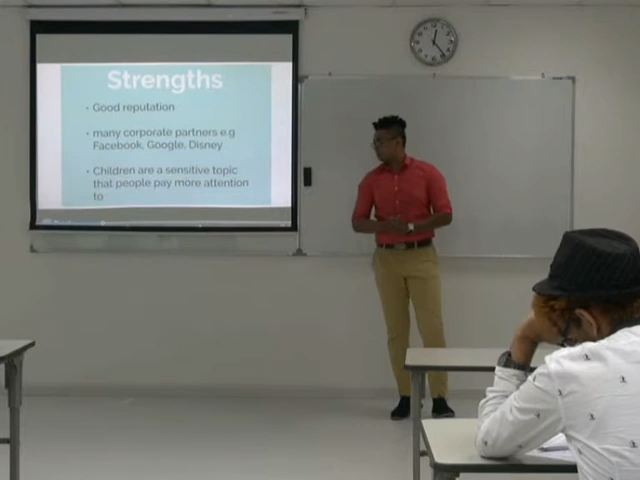 Strengths
• Good reputation
• many corporate partners e.g
Facebook, Google, Disney
• Children are a sensitive topic
that people pay more attention
to